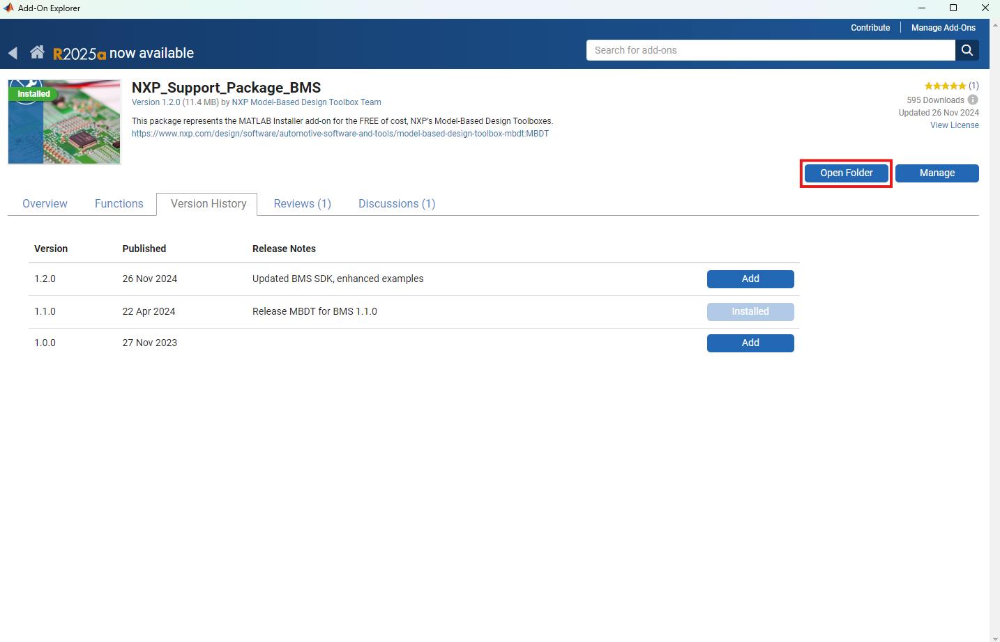 Add-On Explorer
Contribute
Manage Add-Ons
R2025a now available
Search for add-ons
Installed
NXP_Support_Package_BMS
Version 1.2.0 (11.4 MB) by NXP Model-Based Design Toolbox Team
This package represents the MATLAB Installer add-on for the FREE of cost, NXP's Model-Based Design Toolboxes.
https://www.nxp.com/design/software/automotive-software-and-tools/model-based-design-toolbox-mbdt:MBDT
(1)
595 Downloads
Updated 26 Nov 2024
View License
Open Folder
Manage
Overview
Functions
Version History
Reviews (1)
Discussions (1)
Version Published Release Notes
1.2.0 26 Nov 2024 Updated BMS SDK, enhanced examples Add
1.1.0 22 Apr 2024 Release MBDT for BMS 1.1.0 Installed
1.0.0 27 Nov 2023 Add